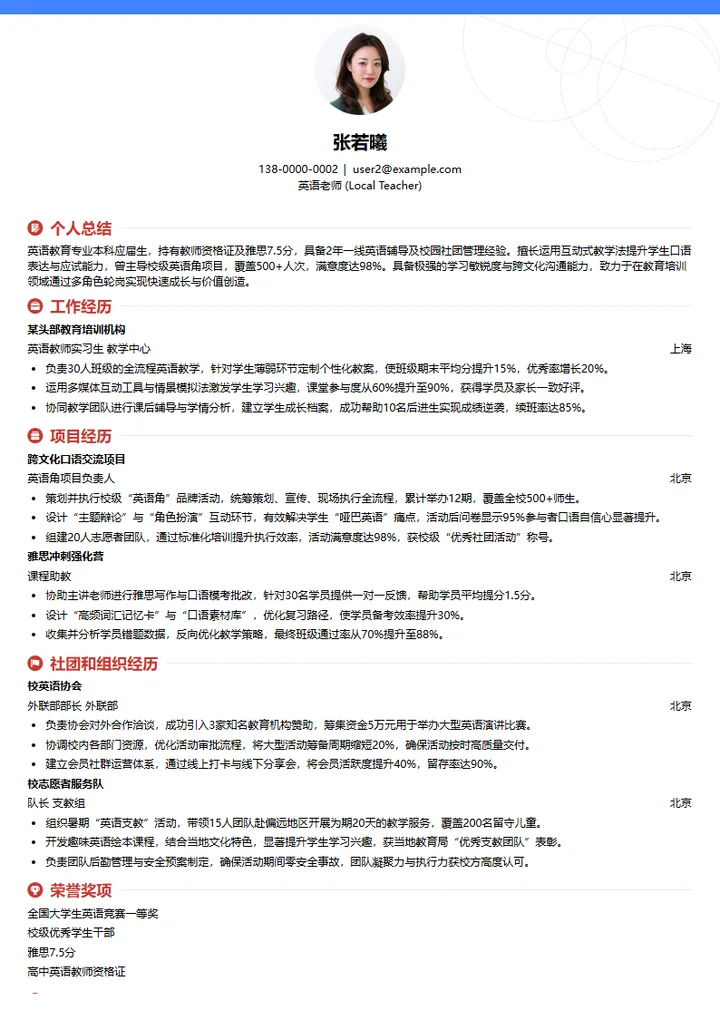 张若曦
138-0000-0002 | user2@example.com
英语老师 (Local Teacher)
个人总结
英语教育专业本科应届生，持有教师资格证及雅思7.5分，具备2年一线英语辅导及校园社团管理经验。擅长运用互动式教学法提升学生口语
表达与应试能力，曾主导校级英语角项目，覆盖500+人次，满意度达98%。具备极强的学习敏锐度与跨文化沟通能力，致力于在教育培训
领域通过多角色轮岗实现快速成长与价值创造。
工作经历
某头部教育培训机构
英语教师实习生 教学中心 上海
• 负责30人班级的全流程英语教学，针对学生薄弱环节定制个性化教案，使班级期末平均分提升15%，优秀率增长20%。
• 运用多媒体互动工具与情景模拟法激发学生学习兴趣，课堂参与度从60%提升至90%，获得学员及家长一致好评。
• 协同教学团队进行课后辅导与学情分析，建立学生成长档案，成功帮助10名后进生实现成绩逆袭，续班率达85%。
项目经历
跨文化口语交流项目
英语角项目负责人 北京
• 策划并执行校级“英语角”品牌活动，统筹策划、宣传、现场执行全流程，累计举办12期，覆盖全校500+师生。
• 设计“主题辩论”与“角色扮演”互动环节，有效解决学生“哑巴英语”痛点，活动后问卷显示95%参与者口语自信心显著提升。
• 组建20人志愿者团队，通过标准化培训提升执行效率，活动满意度达98%，获校级“优秀社团活动”称号。
雅思冲刺强化营
课程助教 北京
• 协助主讲老师进行雅思写作与口语模考批改，针对30名学员提供一对一反馈，帮助学员平均提分1.5分。
• 设计“高频词汇记忆卡”与“口语素材库”，优化复习路径，使学员备考效率提升30%。
• 收集并分析学员错题数据，反向优化教学策略，最终班级通过率从70%提升至88%。
社团和组织经历
校英语协会
外联部部长 外联部 北京
• 负责协会对外合作洽谈，成功引入3家知名教育机构赞助，筹集资金5万元用于举办大型英语演讲比赛。
• 协调校内各部门资源，优化活动审批流程，将大型活动筹备周期缩短20%，确保活动按时高质量交付。
• 建立会员社群运营体系，通过线上打卡与线下分享会，将会员活跃度提升40%，留存率达90%。
校志愿者服务队
队长 支教组 北京
• 组织暑期“英语支教”活动，带领15人团队赴偏远地区开展为期20天的教学服务，覆盖200名留守儿童。
• 开发趣味英语绘本课程，结合当地文化特色，显著提升学生学习兴趣，获当地教育局“优秀支教团队”表彰。
• 负责团队后勤管理与安全预案制定，确保活动期间零安全事故，团队凝聚力与执行力获校方高度认可。
荣誉奖项
全国大学生英语竞赛一等奖
校级优秀学生干部
雅思7.5分
高中英语教师资格证